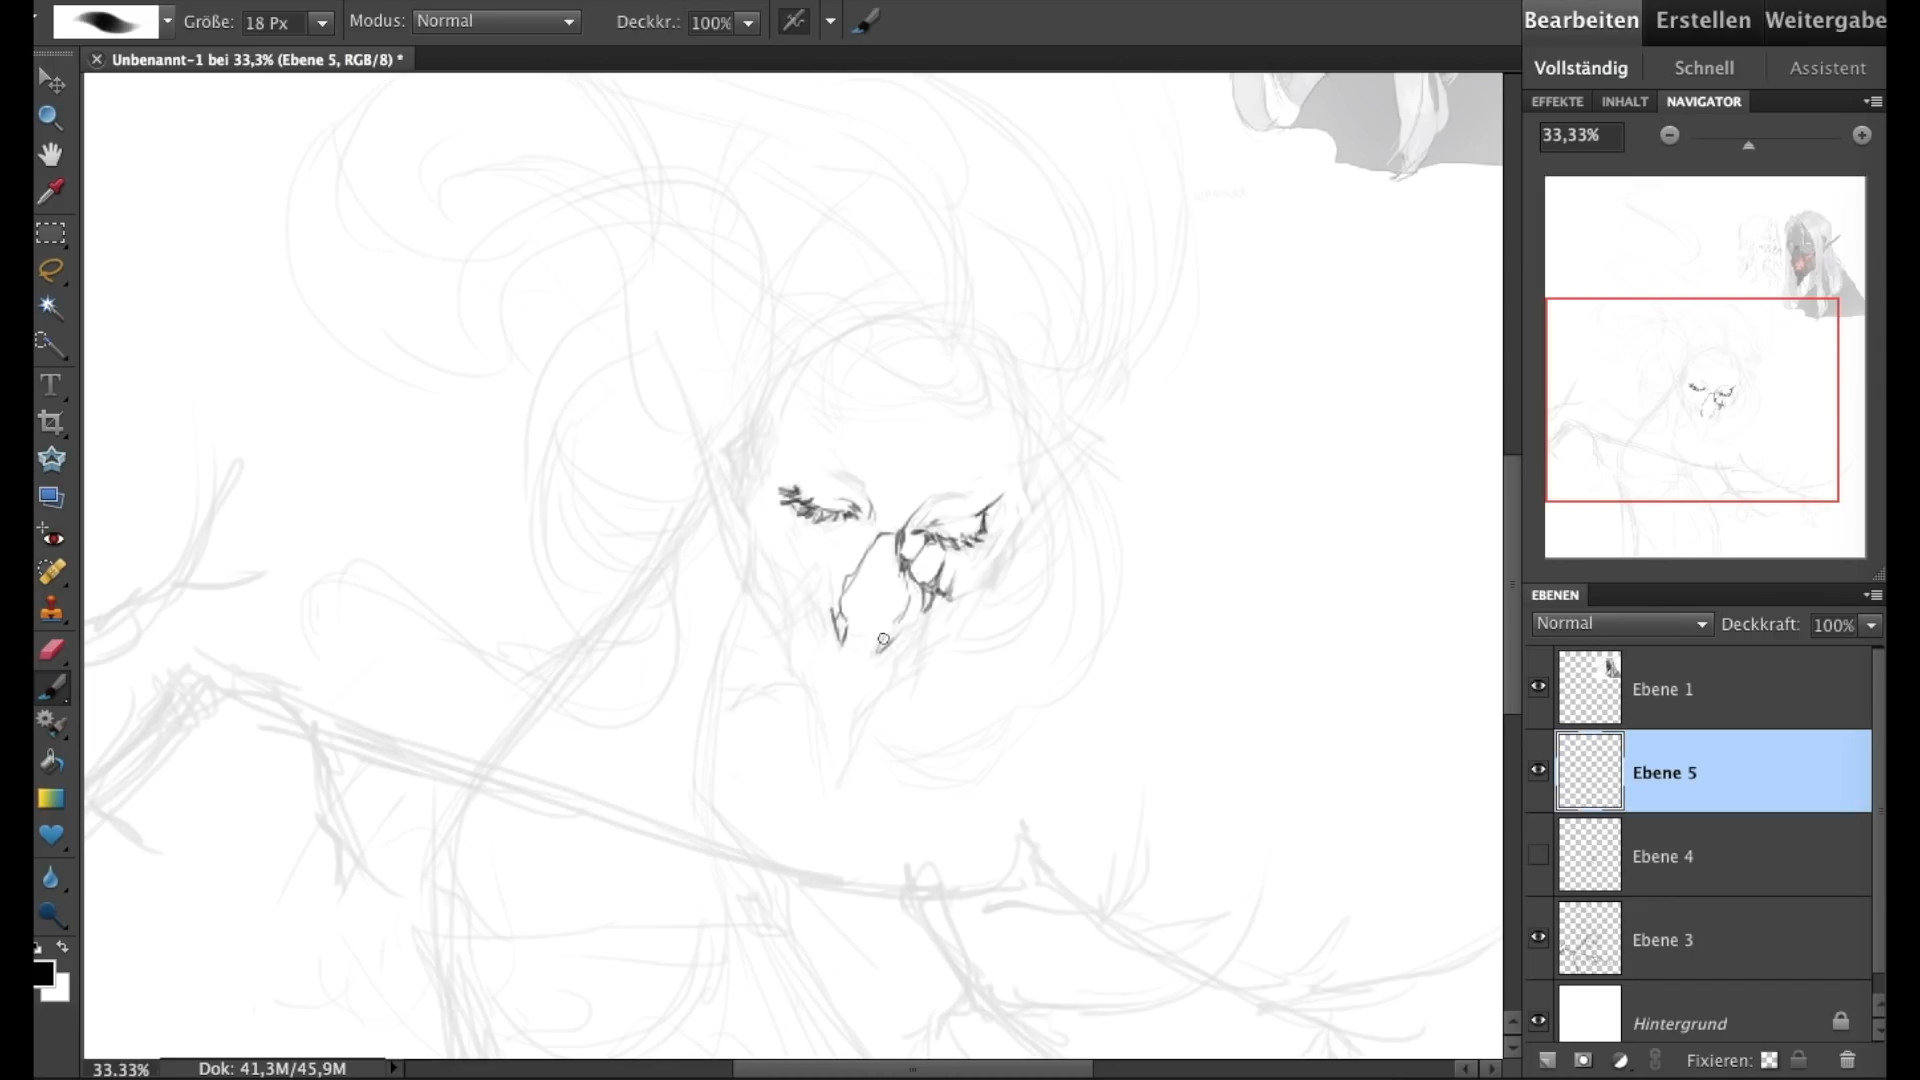 Größe: 18 Px Modus: Normal Deckkr.: 100%
Bearbeiten Erstellen Weitergabe
Unbenannt-1 bei 33,3% (Ebene 5, RGB/8) *
Vollständig Schnell Assistent
EFFEKTE INHALT NAVIGATOR
33,33%
EBENEN
Normal Deckkraft: 100%
Ebene 1
Ebene 5
Ebene 4
Ebene 3
Hintergrund
Fixieren:
33.33% Dok: 41,3M/45,9M